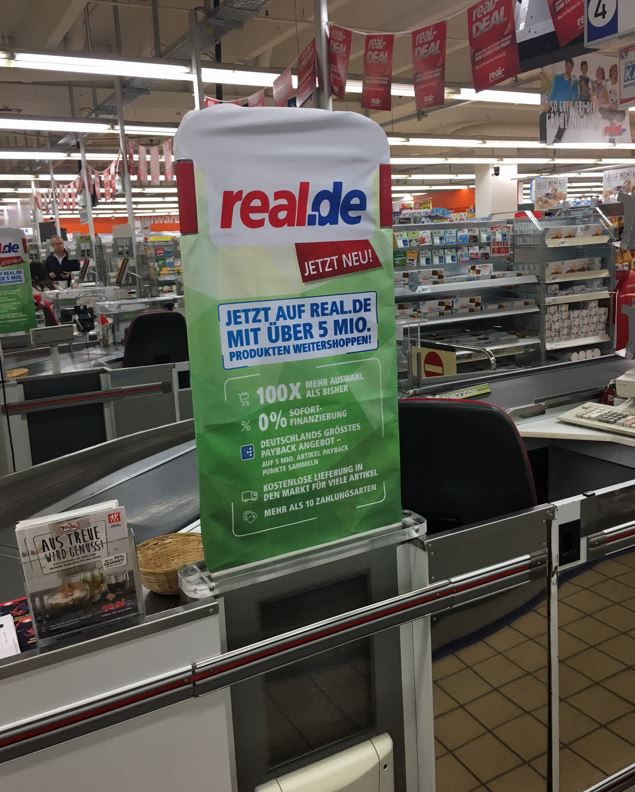 real-
DEAL
real-
DEAL
real-
DEAL
real-
DEAL
4
real.de
JETZT NEU!
JETZT AUF REAL.DE
MIT ÜBER 5 MIO.
PRODUKTEN WEITERSHOPPEN!
100X MEHR AUSWAHL
ALS BISHER
0% SOFORT-
FINANZIERUNG
DEUTSCHLANDS GRÖSSTES
PAYBACK ANGEBOT –
AUF 5 MIO. ARTIKEL PAYBACK
PUNKTE SAMMELN
KOSTENLOSE LIEFERUNG IN
DEN MARKT FÜR VIELE ARTIKEL
MEHR ALS 10 ZAHLUNGSARTEN
AUS TREUE
WIRD GENUSS!